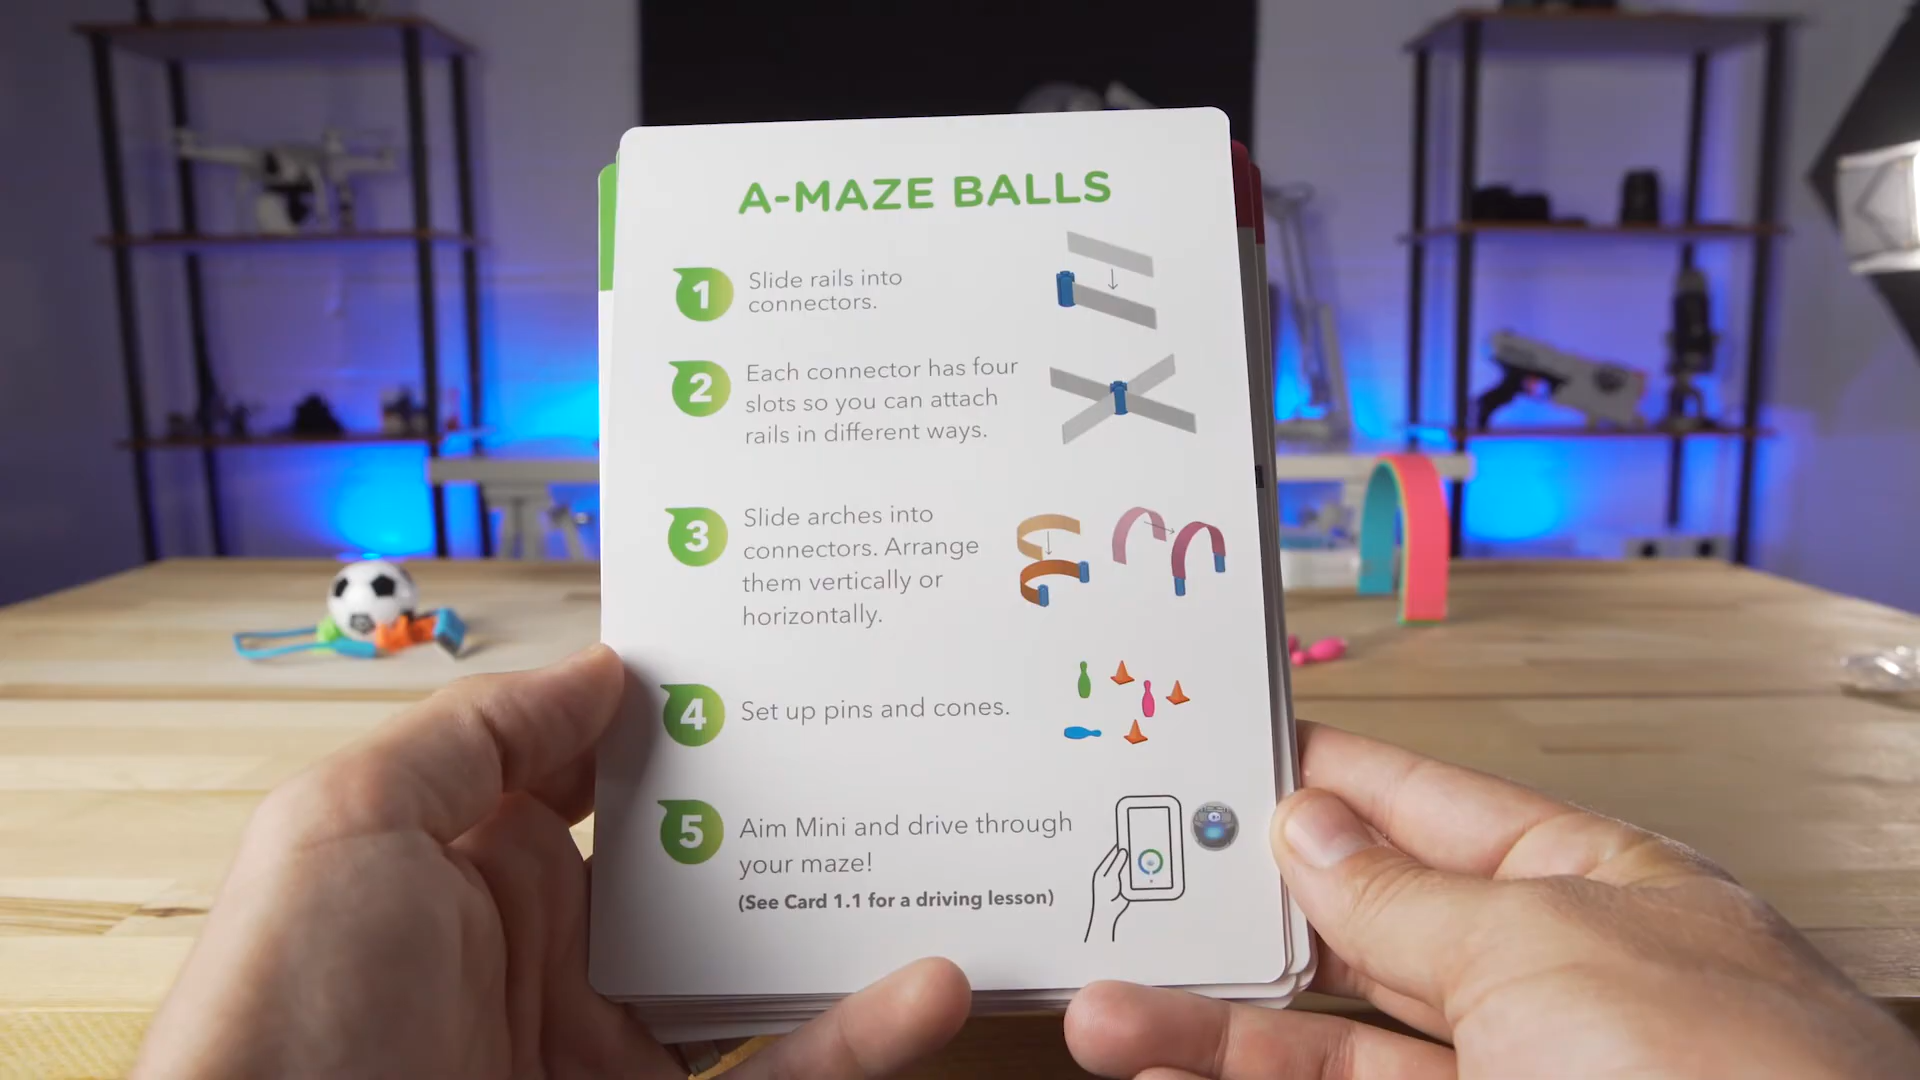 A-MAZE BALLS
1
Slide rails into
connectors.
2
Each connector has four
slots so you can attach
rails in different ways.
3
Slide arches into
connectors. Arrange
them vertically or
horizontally.
4
Set up pins and cones.
5
Aim Mini and drive through
your maze!
(See Card 1.1 for a driving lesson)